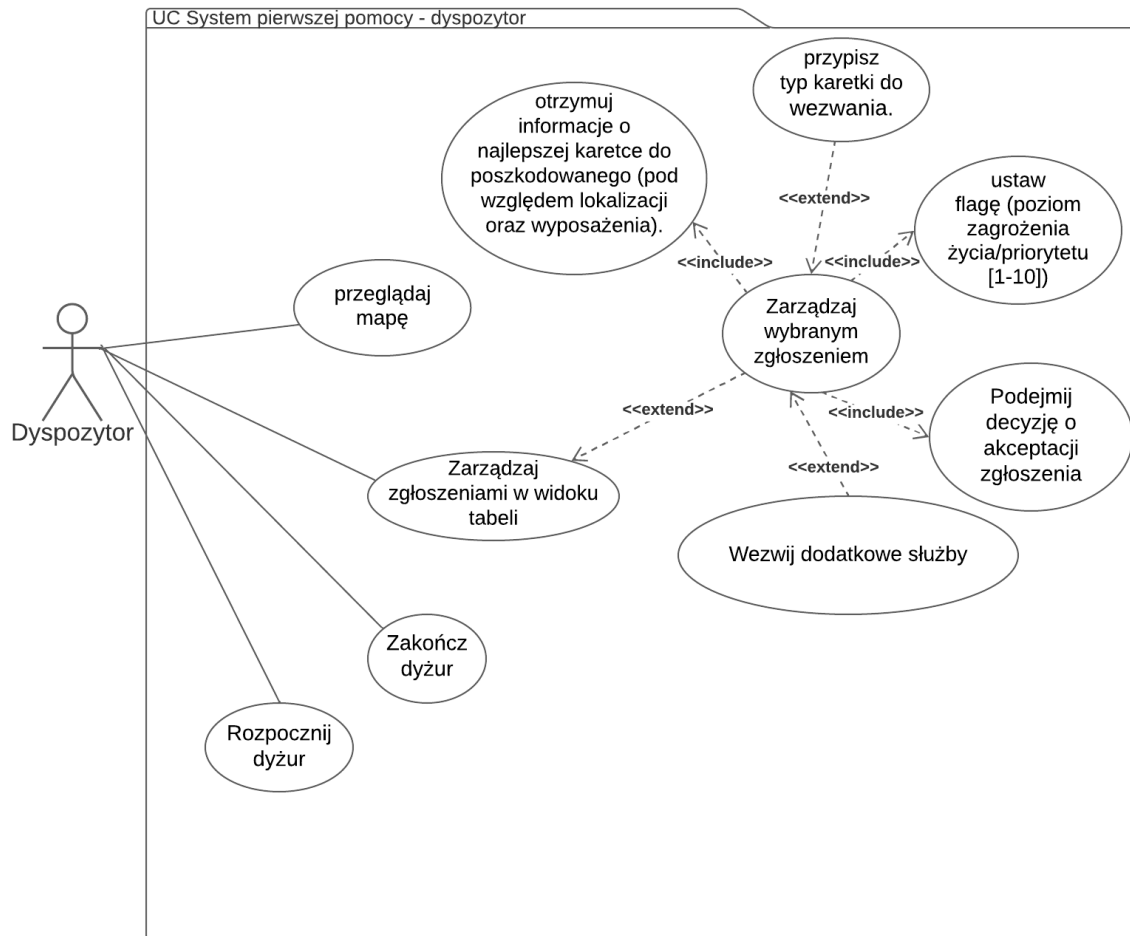 UC System pierwszej pomocy - dyspozytor
przypisz
typ karetki do
wezwania.
otrzymuj
informacje o
najlepszej karetce do
poszkodowanego (pod
względem lokalizacji
oraz wyposażenia).
<<extend>>
ustaw
flagę (poziom
zagrożenia
życia/priorytetu
[1-10])
<<include>>
<<include>>
przeglądaj
mapę
Zarządzaj
wybranym
zgłoszeniem
Dyspozytor
<<extend>>
<<include>>
Podejmij
decyzję o
akceptacji
zgłoszenia
Zarządzaj
zgłoszeniami w widoku
tabeli
<<extend>>
Wezwij dodatkowe służby
Zakończ
dyżur
Rozpocznij
dyżur